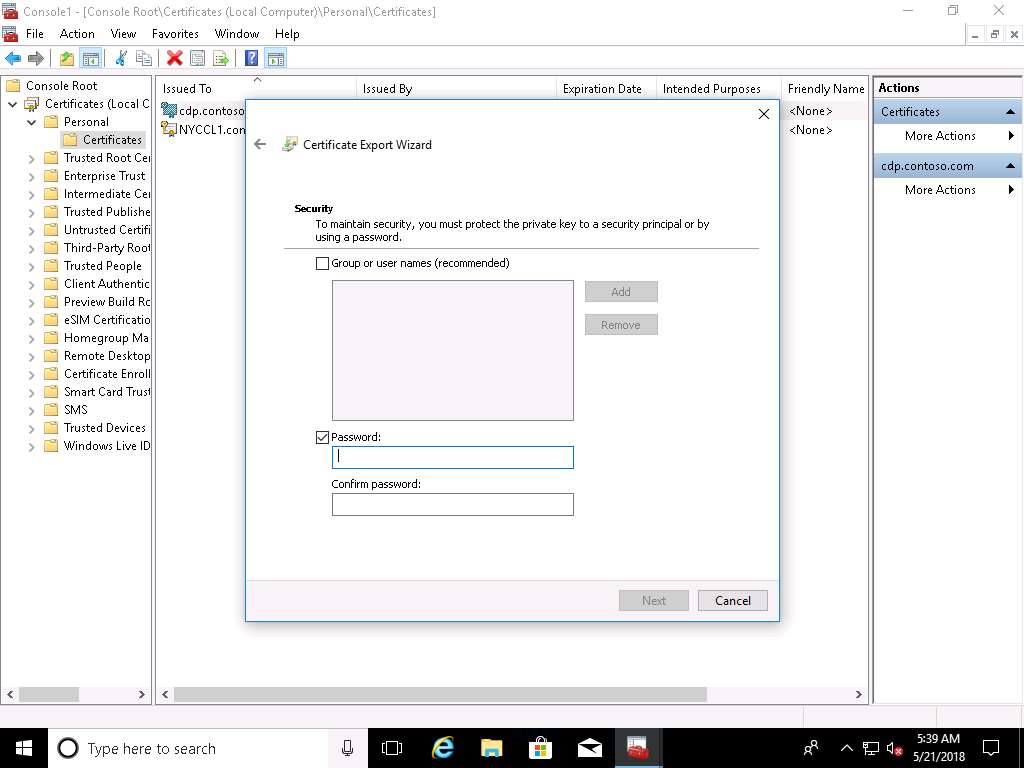 Console1 - [Console Root\Certificates (Local Computer)\Personal\Certificates]
File Action View Favorites Window Help
Console Root
Certificates (Local C
Personal
Certificates
Trusted Root Cer
Enterprise Trust
Intermediate Cer
Trusted Publishe
Untrusted Certifi
Third-Party Root
Trusted People
Client Authentic
Preview Build Ro
eSIM Certificatio
Homegroup Ma
Remote Desktop
Certificate Enroll
Smart Card Trust
SMS
Trusted Devices
Windows Live ID
Issued To Issued By Expiration Date Intended Purposes Friendly Name
cdp.contoso <None>
NYCCL1.con <None>
Certificate Export Wizard
Security
To maintain security, you must protect the private key to a security principal or by
using a password.
Group or user names (recommended)
Add
Remove
Password:
Confirm password:
Next Cancel
Actions
Certificates
More Actions
cdp.contoso.com
More Actions
Type here to search
5:39 AM
5/21/2018